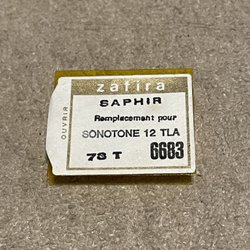 zafira
SAPHIR
Remplacement pour
SONOTONE 12 TLA
78 T 6683
OUVRIR